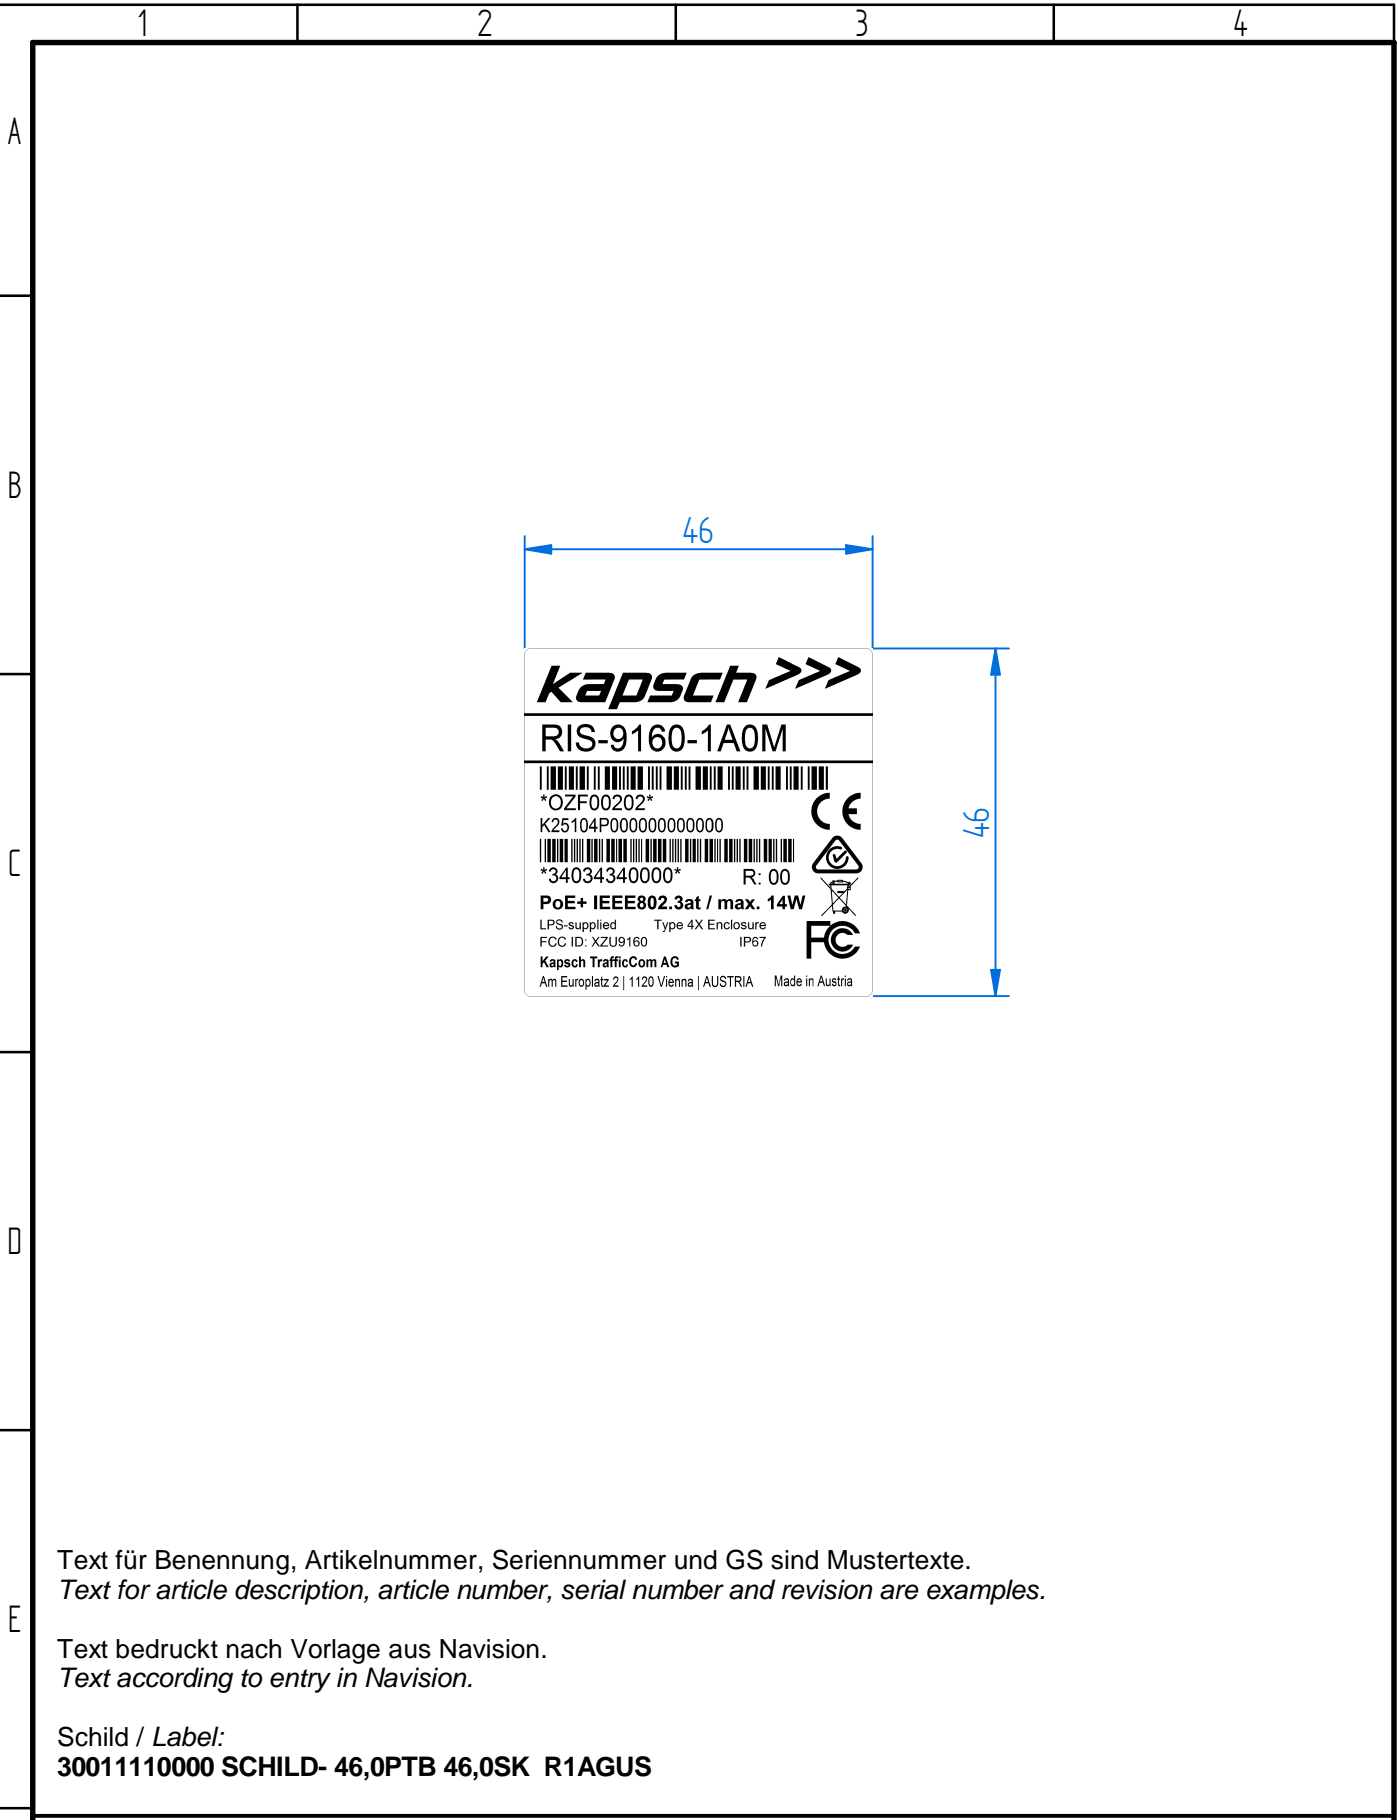 1 2 3 4
A
B
46
kapsch >>>
RIS-9160-1A0M
*OZF00202*
K25104P000000000000
CE
46
C
*34034340000* R: 00
PoE+ IEEE802.3at / max. 14W
LPS-supplied Type 4X Enclosure
FCC ID: XZU9160 IP67
FC
Kapsch TrafficCom AG
Am Europlatz 2 | 1120 Vienna | AUSTRIA Made in Austria
D
Text für Benennung, Artikelnummer, Seriennummer und GS sind Mustertexte.
Text for article description, article number, serial number and revision are examples.
E
Text bedruckt nach Vorlage aus Navision.
Text according to entry in Navision.
Schild / Label:
30011110000 SCHILD- 46,0PTB 46,0SK R1AGUS